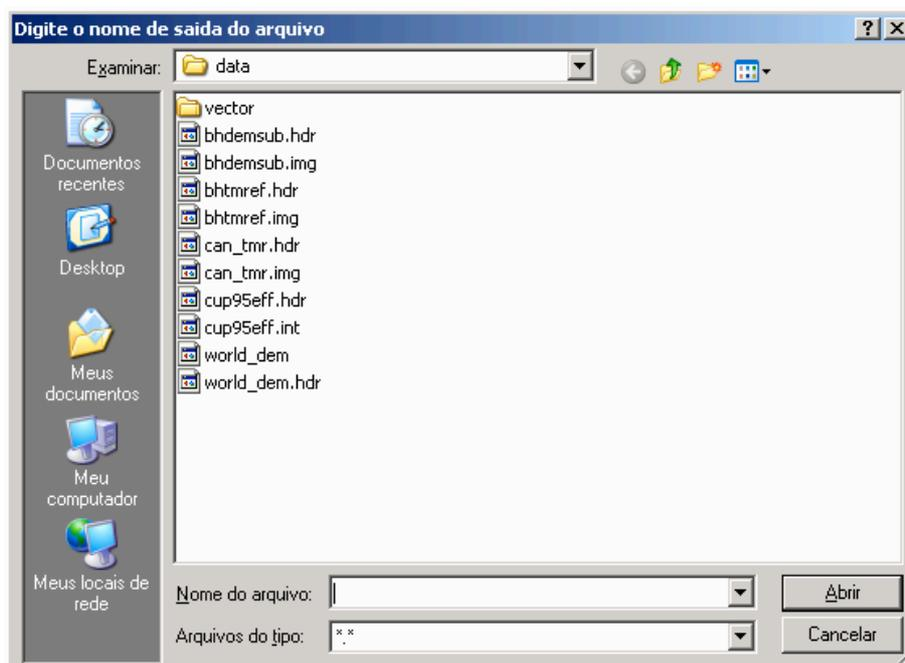 Digite o nome de saida do arquivo
Examinar: data
Documentos
recentes
Desktop
Meus
documentos
Meu
computador
Meus locais de
rede
vector
bhdemsub.hdr
bhdemsub.img
bhtmref.hdr
bhtmref.img
can_tmr.hdr
can_tmr.img
cup95eff.hdr
cup95eff.int
world_dem
world_dem.hdr
Nome do arquivo: Abrir
Arquivos do tipo: *.* Cancelar